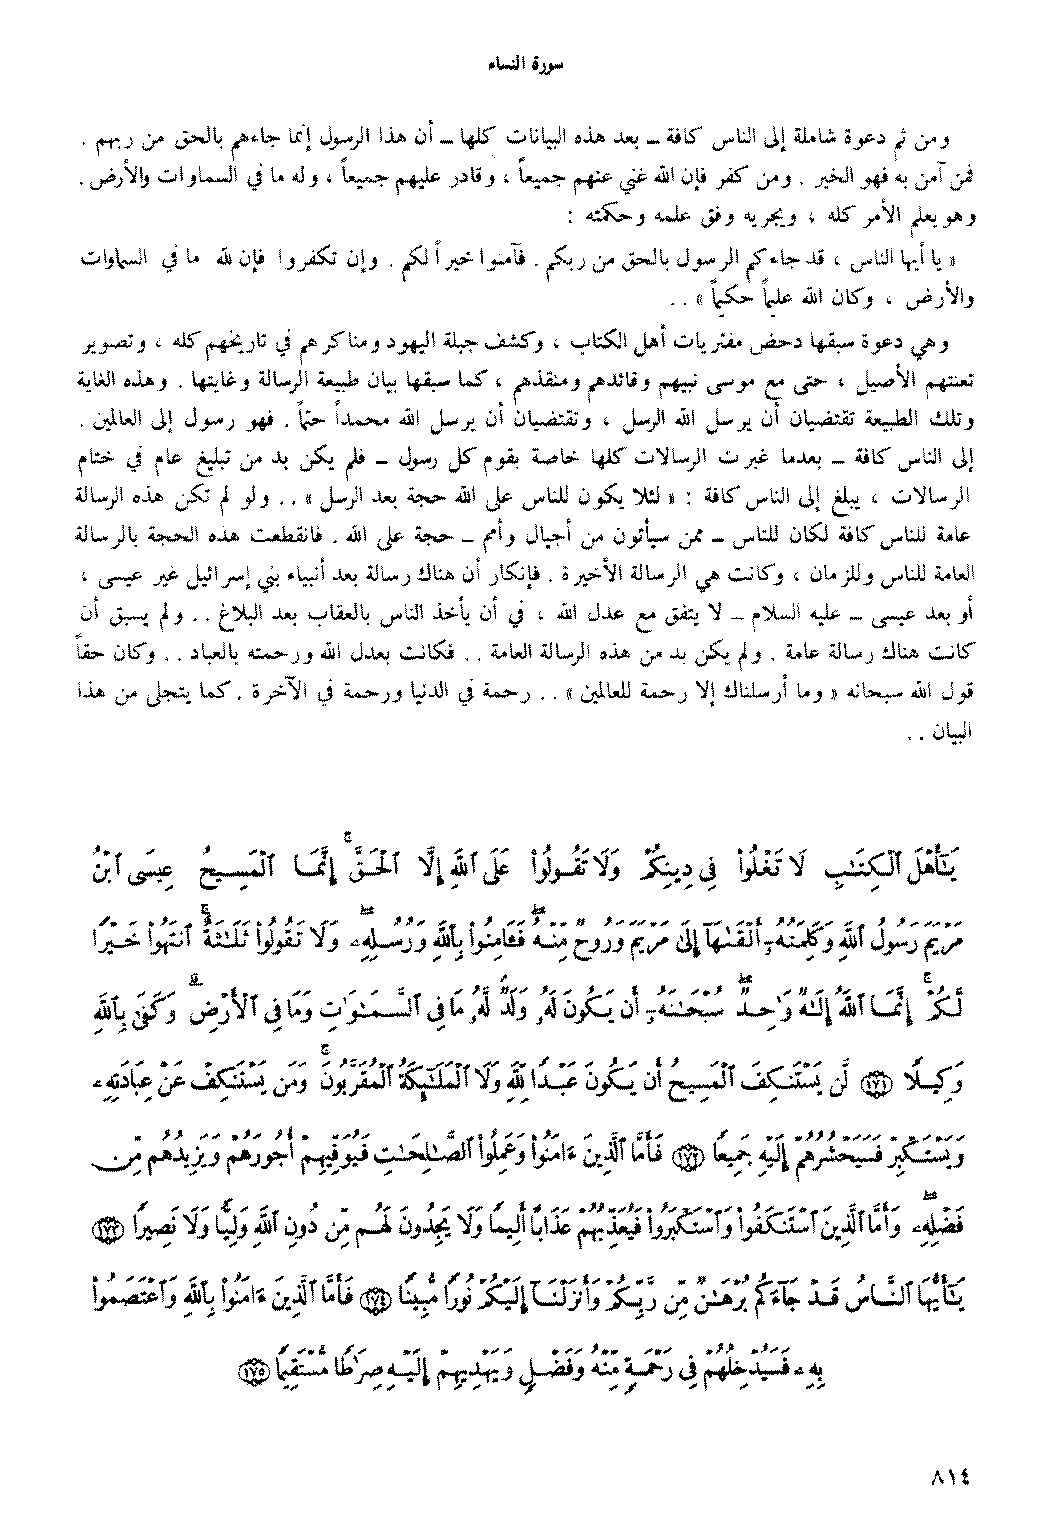 سورة النساء
ومن ثم دعوة شاملة إلى الناس كافة – بعد هذه البيانات كلها – أن هذا الرسول إنما جاءهم بالحق من ربهم .
فمن آمن به فهو الخير . ومن كفر فإن الله غني عنهم جميعاً ، وقادر عليهم جميعاً ، وله ما في السماوات والأرض .
وهو يعلم الأمر كله ، ويجريه وفق علمه وحكمته :
« يا أيها الناس ، قد جاءكم الرسول بالحق من ربكم . فآمنوا خيراً لكم . وإن تكفروا فإن لله ما في السماوات
والأرض ، وكان الله عليماً حكيماً » . .
وهي دعوة سبقها دحض مفتريات أهل الكتاب ، وكشف جبلة اليهود ومناكرهم في تاريخهم كله ، وتصوير
تعنتهم الأصيل ، حتى مع موسى نبيهم وقائدهم ومنقذهم ، كما سبقها بيان طبيعة الرسالة وغايتها . وهذه الغاية
وتلك الطبيعة تقتضيان أن يرسل الله الرسل ، وتقتضيان أن يرسل الله محمداً حتماً . فهو رسول إلى العالمين .
إلى الناس كافة – بعدما غبرت الرسالات كلها خاصة بقوم كل رسول – فلم يكن بد من تبليغ عام في ختام
الرسالات ، يبلغ إلى الناس كافة : « لئلا يكون للناس على الله حجة بعد الرسل » . . ولو لم تكن هذه الرسالة
عامة للناس كافة لكان للناس – ممن سيأتون من أجيال وأمم – حجة على الله . فانقطعت هذه الحجة بالرسالة
العامة للناس وللزمان ، وكانت هي الرسالة الأخيرة . فإنكار أن هناك رسالة بعد أنبياء بني إسرائيل غير عيسى ،
أو بعد عيسى – عليه السلام – لا يتفق مع عدل الله ، في أن يأخذ الناس بالعقاب بعد البلاغ . . ولم يسبق أن
كانت هناك رسالة عامة . ولم يكن بد من هذه الرسالة العامة . . فكانت بعدل الله ورحمته بالعباد . . وكان حقاً
قول الله سبحانه « وما أرسلناك إلا رحمة للعالمين » . . رحمة في الدنيا ورحمة في الآخرة . كما يتجلى من هذا
البيان . .
يَٰٓأَهۡلَ ٱلۡكِتَٰبِ لَا تَغۡلُواْ فِي دِينِكُمۡ وَلَا تَقُولُواْ عَلَى ٱللَّهِ إِلَّا ٱلۡحَقَّۚ إِنَّمَا ٱلۡمَسِيحُ عِيسَى ٱبۡنُ
مَرۡيَمَ رَسُولُ ٱللَّهِ وَكَلِمَتُهُۥٓ أَلۡقَىٰهَآ إِلَىٰ مَرۡيَمَ وَرُوحٞ مِّنۡهُۖ فَـَٔامِنُواْ بِٱللَّهِ وَرُسُلِهِۦۖ وَلَا تَقُولُواْ ثَلَٰثَةٌۚ ٱنتَهُواْ خَيۡرٗا
لَّكُمۡۚ إِنَّمَا ٱللَّهُ إِلَٰهٞ وَٰحِدٞۖ سُبۡحَٰنَهُۥٓ أَن يَكُونَ لَهُۥ وَلَدٞۘ لَّهُۥ مَا فِي ٱلسَّمَٰوَٰتِ وَمَا فِي ٱلۡأَرۡضِۗ وَكَفَىٰ بِٱللَّهِ
وَكِيلٗا ١٧١ لَّن يَسۡتَنكِفَ ٱلۡمَسِيحُ أَن يَكُونَ عَبۡدٗا لِّلَّهِ وَلَا ٱلۡمَلَٰٓئِكَةُ ٱلۡمُقَرَّبُونَۚ وَمَن يَسۡتَنكِفۡ عَنۡ عِبَادَتِهِۦ
وَيَسۡتَكۡبِرۡ فَسَيَحۡشُرُهُمۡ إِلَيۡهِ جَمِيعٗا ١٧٢ فَأَمَّا ٱلَّذِينَ ءَامَنُواْ وَعَمِلُواْ ٱلصَّٰلِحَٰتِ فَيُوَفِّيهِمۡ أُجُورَهُمۡ وَيَزِيدُهُم مِّن
فَضۡلِهِۦۖ وَأَمَّا ٱلَّذِينَ ٱسۡتَنكَفُواْ وَٱسۡتَكۡبَرُواْ فَيُعَذِّبُهُمۡ عَذَابًا أَلِيمٗا وَلَا يَجِدُونَ لَهُم مِّن دُونِ ٱللَّهِ وَلِيّٗا وَلَا نَصِيرٗا ١٧٣
يَٰٓأَيُّهَا ٱلنَّاسُ قَدۡ جَآءَكُم بُرۡهَٰنٞ مِّن رَّبِّكُمۡ وَأَنزَلۡنَآ إِلَيۡكُمۡ نُورٗا مُّبِينٗا ١٧٤ فَأَمَّا ٱلَّذِينَ ءَامَنُواْ بِٱللَّهِ وَٱعۡتَصَمُواْ
بِهِۦ فَسَيُدۡخِلُهُمۡ فِي رَحۡمَةٖ مِّنۡهُ وَفَضۡلٖ وَيَهۡدِيهِمۡ إِلَيۡهِ صِرَٰطٗا مُّسۡتَقِيمٗا ١٧٥
٨١٤